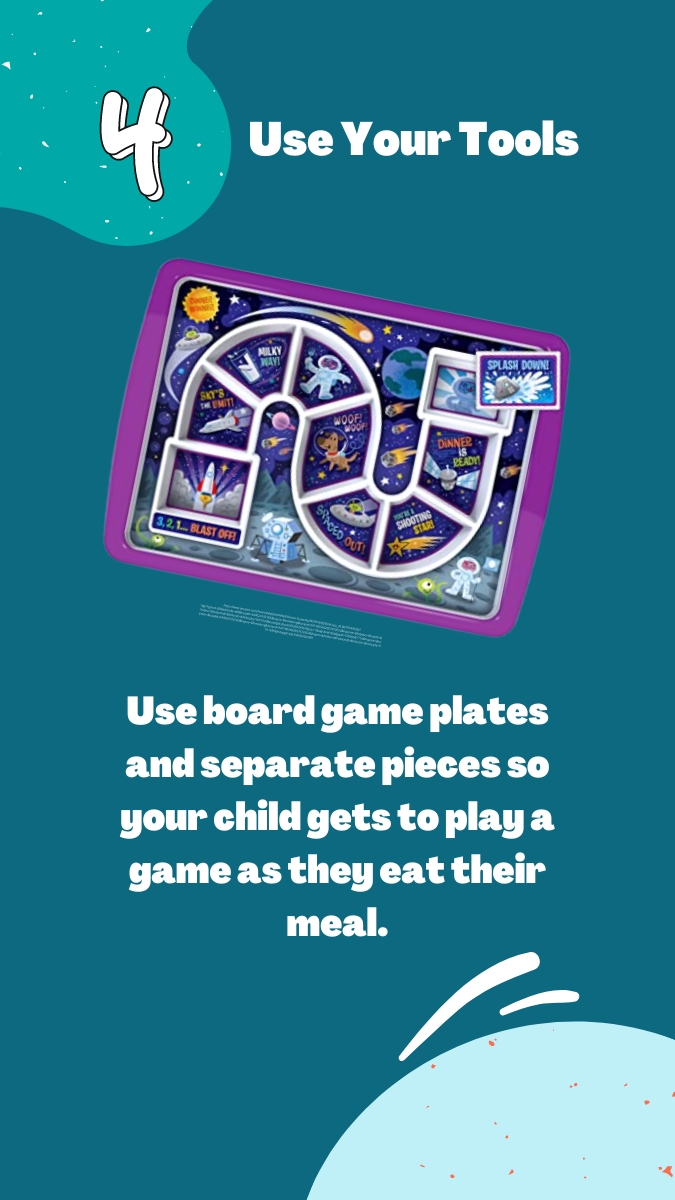 4
Use Your Tools
DINNER
WINNER
MILKY
WAY!
SPLASH DOWN!
SKY'S
THE LIMIT!
WOOF!
WOOF!
DINNER
IS
READY!
SPACED OUT!
YOU'RE A
SHOOTING
STAR!
3, 2, 1... BLAST OFF!
Use board game plates
and separate pieces so
your child gets to play a
game as they eat their
meal.